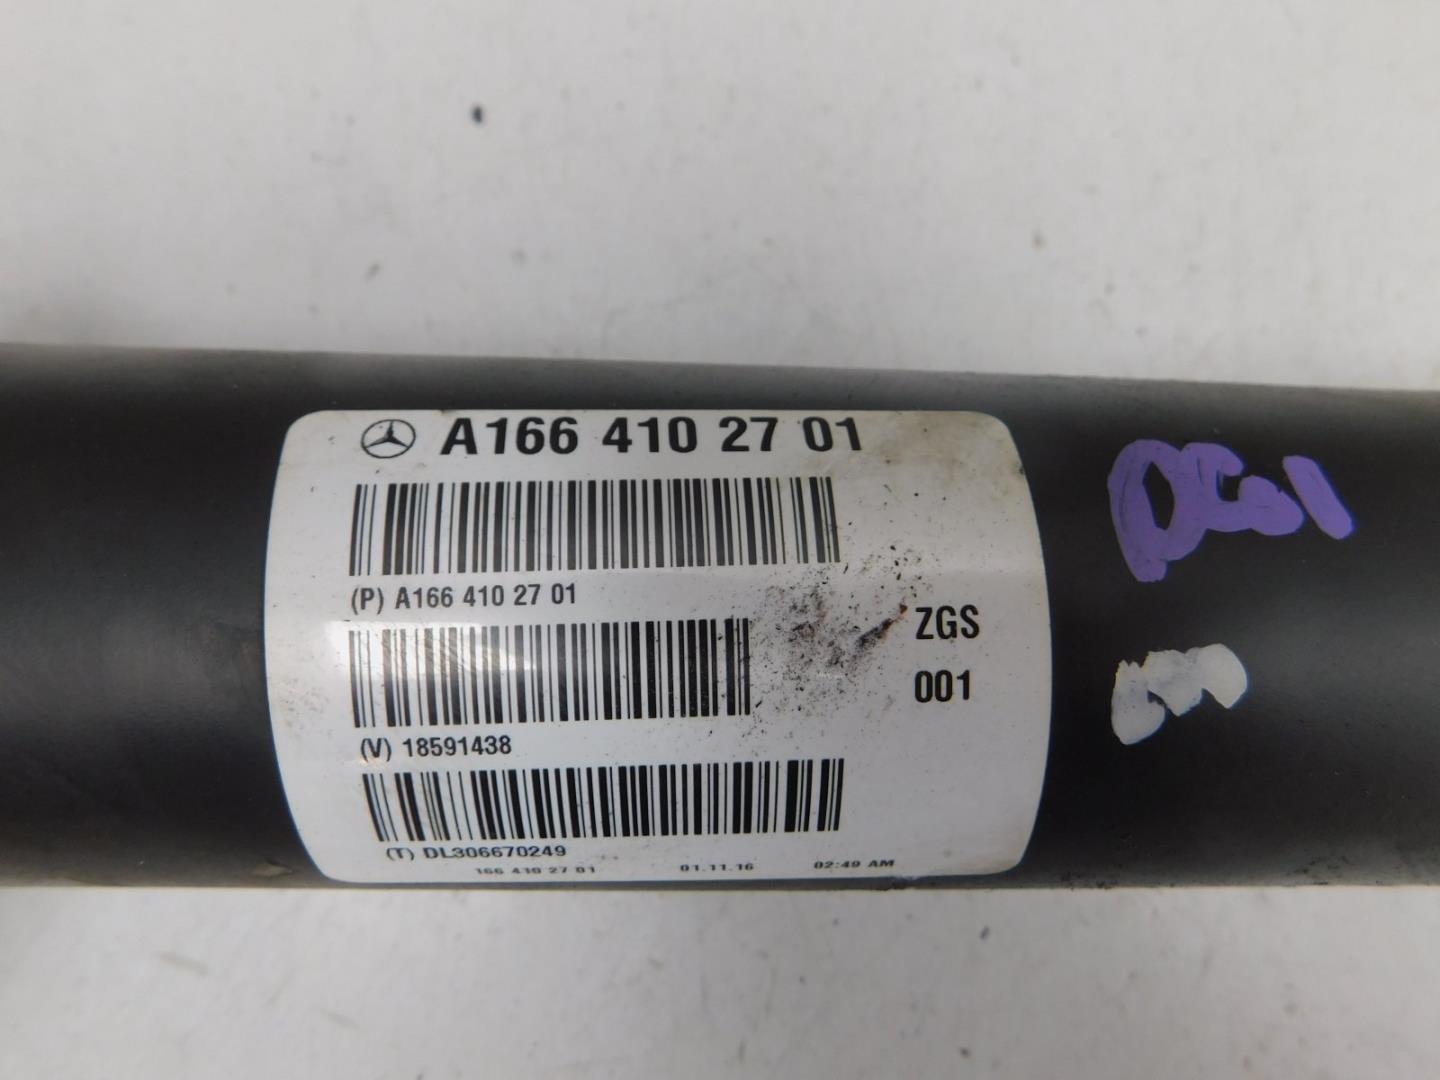 A166 410 27 01
(P) A166 410 27 01
ZGS
001
(V) 18591438
(T) DL306670249
166 410 27 01 01.11.16 02:49 AM